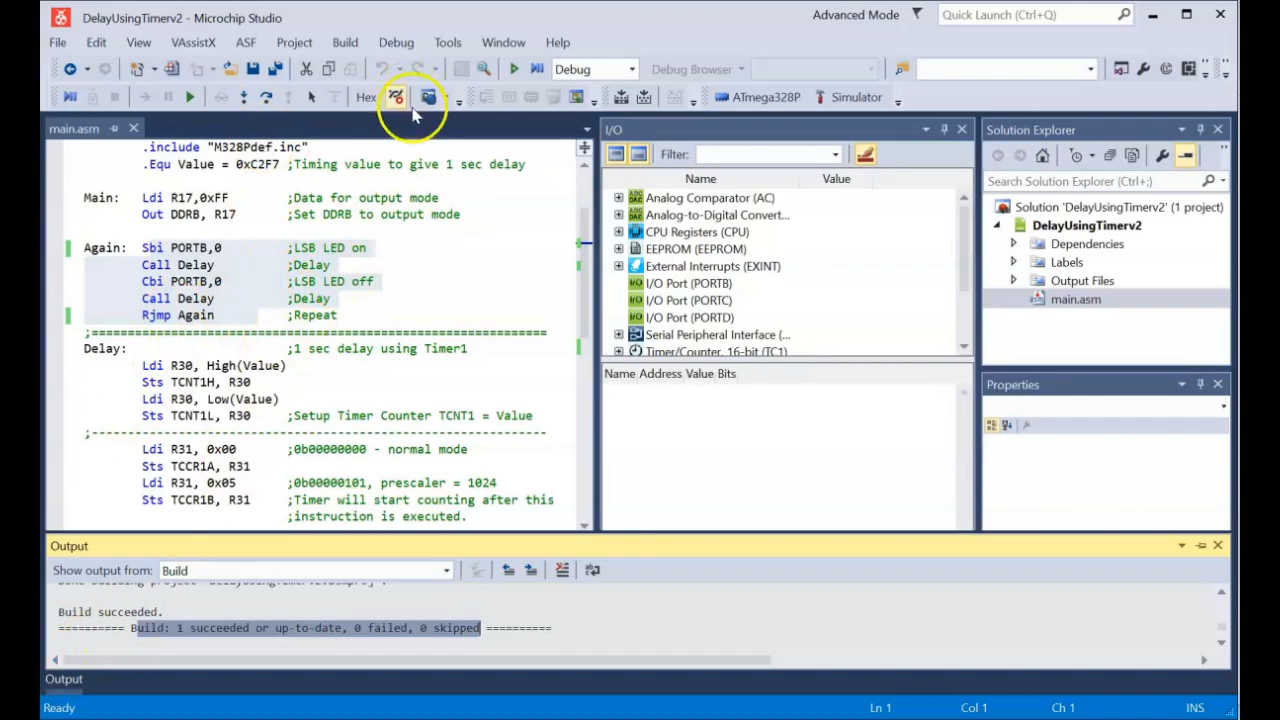 DelayUsingTimerv2 - Microchip Studio
Advanced Mode
Quick Launch (Ctrl+Q)
File Edit View VAssistX ASF Project Build Debug Tools Window Help
Debug
Debug Browser
Hex
ATmega328P
Simulator
main.asm
.include "M328Pdef.inc"
.Equ Value = 0xC2F7 ;Timing value to give 1 sec delay
Main: Ldi R17,0xFF ;Data for output mode
Out DDRB, R17 ;Set DDRB to output mode
Again: Sbi PORTB,0 ;LSB LED on
Call Delay ;Delay
Cbi PORTB,0 ;LSB LED off
Call Delay ;Delay
Rjmp Again ;Repeat
;======================================================
Delay: ;1 sec delay using Timer1
Ldi R30, High(Value)
Sts TCNT1H, R30
Ldi R30, Low(Value)
Sts TCNT1L, R30 ;Setup Timer Counter TCNT1 = Value
;------------------------------------------------------
Ldi R31, 0x00 ;0b00000000 - normal mode
Sts TCCR1A, R31
Ldi R31, 0x05 ;0b00000101, prescaler = 1024
Sts TCCR1B, R31 ;Timer will start counting after this
;instruction is executed.
I/O
Filter:
Name Value
Analog Comparator (AC)
Analog-to-Digital Convert...
CPU Registers (CPU)
EEPROM (EEPROM)
External Interrupts (EXINT)
I/O I/O Port (PORTB)
I/O I/O Port (PORTC)
I/O I/O Port (PORTD)
Serial Peripheral Interface (...
Timer/Counter, 16-bit (TC1)
Name Address Value Bits
Solution Explorer
Search Solution Explorer (Ctrl+;)
Solution 'DelayUsingTimerv2' (1 project)
DelayUsingTimerv2
Dependencies
Labels
Output Files
main.asm
Properties
Output
Show output from: Build
Build succeeded.
========== Build: 1 succeeded or up-to-date, 0 failed, 0 skipped ==========
Output
Ready
Ln 1 Col 1 Ch 1 INS